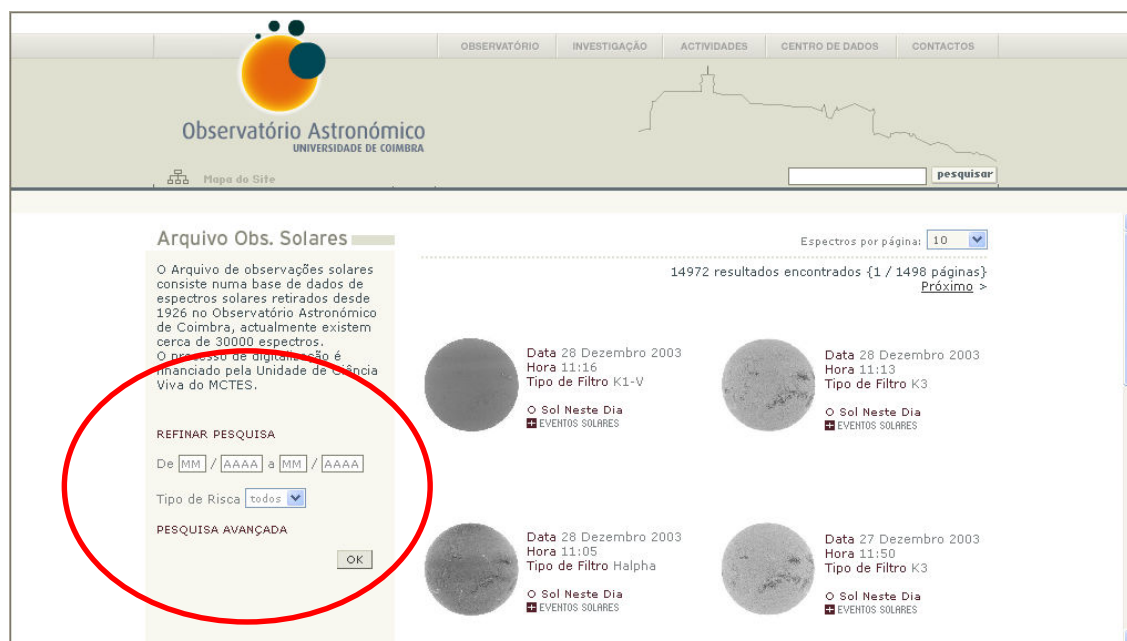 OBSERVATÓRIO INVESTIGAÇÃO ACTIVIDADES CENTRO DE DADOS CONTACTOS
Observatório Astronómico
UNIVERSIDADE DE COIMBRA
Mapa do Site
pesquisar
Arquivo Obs. Solares
O Arquivo de observações solares
consiste numa base de dados de
espectros solares retirados desde
1926 no Observatório Astronómico
de Coimbra, actualmente existem
cerca de 30000 espectros.
O processo de digitalização é
financiado pela Unidade de Ciência
Viva do MCTES.
REFINAR PESQUISA
De MM / AAAA a MM / AAAA
Tipo de Risca todos
PESQUISA AVANÇADA
OK
Espectros por página: 10
14972 resultados encontrados {1 / 1498 páginas}
Próximo >
Data 28 Dezembro 2003
Hora 11:16
Tipo de Filtro K1-V
O Sol Neste Dia
EVENTOS SOLARES
Data 28 Dezembro 2003
Hora 11:13
Tipo de Filtro K3
O Sol Neste Dia
EVENTOS SOLARES
Data 28 Dezembro 2003
Hora 11:05
Tipo de Filtro Halpha
O Sol Neste Dia
EVENTOS SOLARES
Data 27 Dezembro 2003
Hora 11:50
Tipo de Filtro K3
O Sol Neste Dia
EVENTOS SOLARES